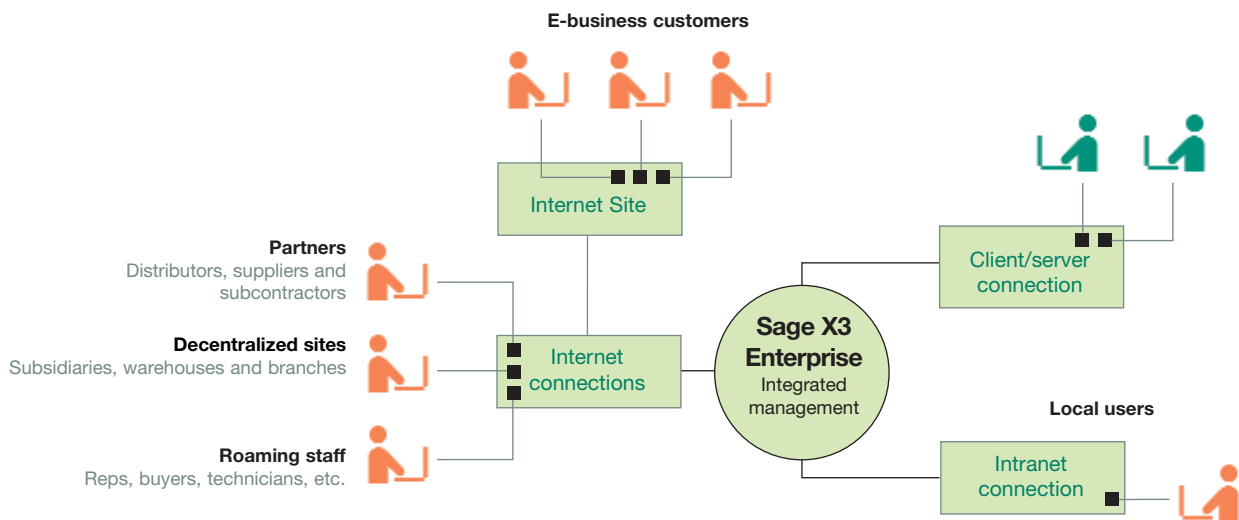 E-business customers
Internet Site
Partners
Distributors, suppliers and
subcontractors
Decentralized sites
Subsidiaries, warehouses and branches
Roaming staff
Reps, buyers, technicians, etc.
Internet
connections
Sage X3
Enterprise
Integrated
management
Client/server
connection
Local users
Intranet
connection